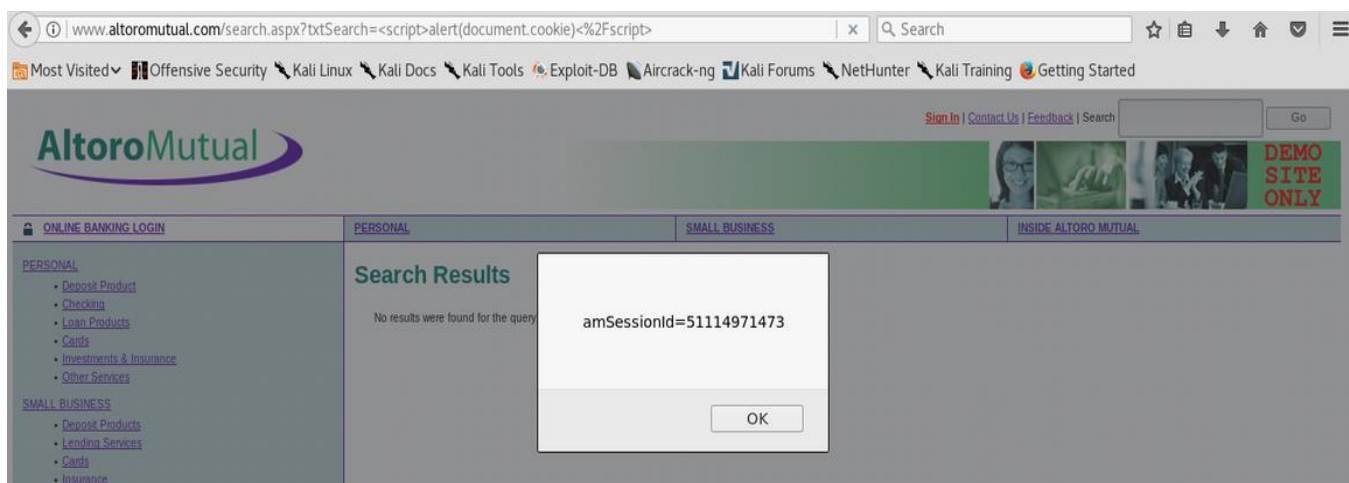 www.altoromutual.com/search.aspx?txtSearch=<script>alert(document.cookie)<%2Fscript>
Search
Most Visited Offensive Security Kali Linux Kali Docs Kali Tools Exploit-DB Aircrack-ng Kali Forums NetHunter Kali Training Getting Started
Sign In | Contact Us | Feedback | Search Go
AltoroMutual
DEMO
SITE
ONLY
ONLINE BANKING LOGIN PERSONAL SMALL BUSINESS INSIDE ALTORO MUTUAL
PERSONAL
Deposit Product
Checking
Loan Products
Cards
Investments & Insurance
Other Services
SMALL BUSINESS
Deposit Products
Lending Services
Cards
Insurance
Search Results
No results were found for the query
amSessionId=51114971473
OK